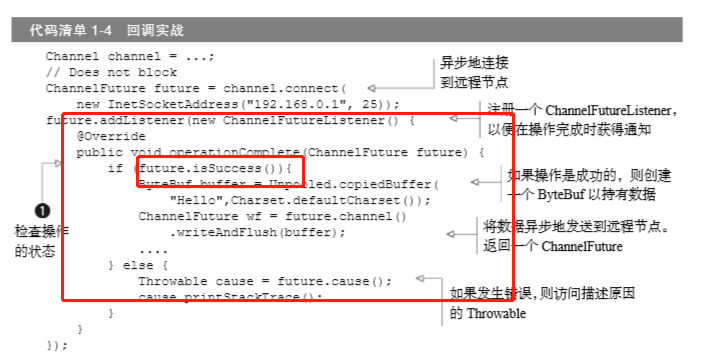 代码清单 1-4 回调实战
Channel channel = ...;
// Does not block
ChannelFuture future = channel.connect(
new InetSocketAddress("192.168.0.1", 25));
异步地连接
到远程节点
future.addListener(new ChannelFutureListener() {
注册一个 ChannelFutureListener，
以便在操作完成时获得通知
@Override
public void operationComplete(ChannelFuture future) {
if (future.isSuccess()){
❶
检查操作
的状态
ByteBuf buffer = Unpooled.copiedBuffer(
"Hello",Charset.defaultCharset());
如果操作是成功的，则创建
一个 ByteBuf 以持有数据
ChannelFuture wf = future.channel()
.writeAndFlush(buffer);
将数据异步地发送到远程节点。
返回一个 ChannelFuture
....
} else {
Throwable cause = future.cause();
cause.printStackTrace();
如果发生错误，则访问描述原因
的 Throwable
}
}
});